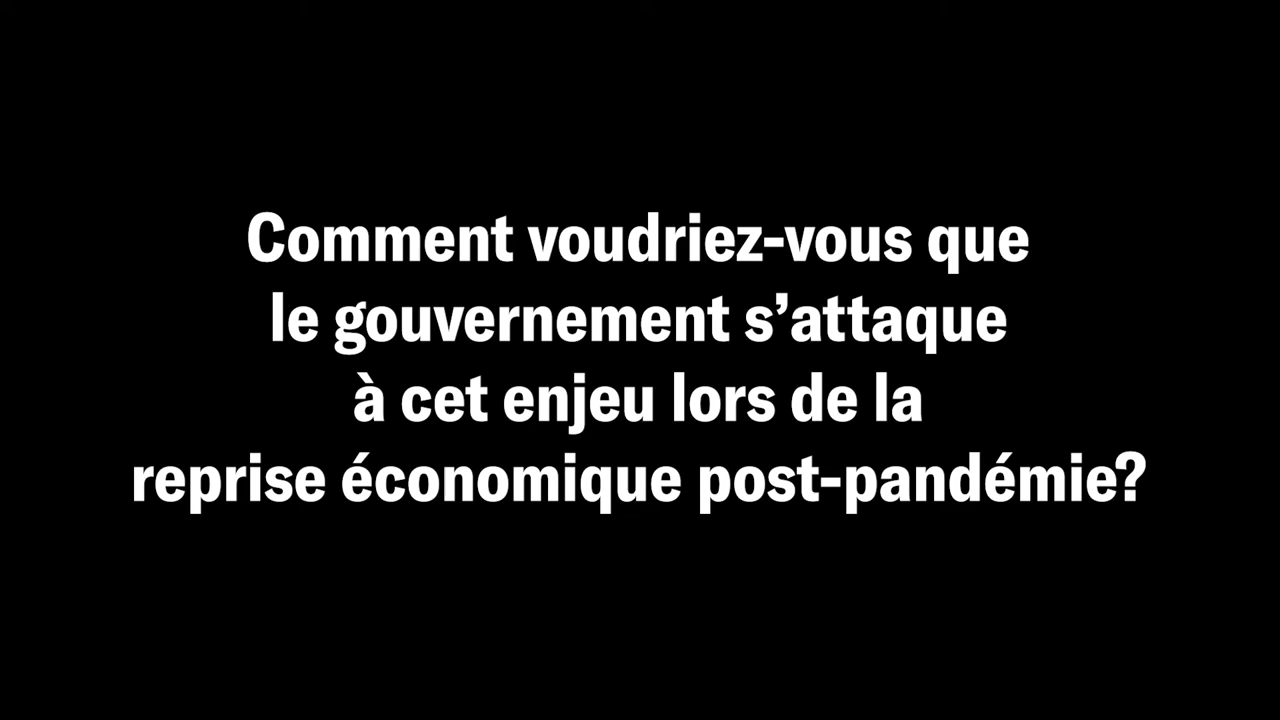 Comment voudriez-vous que
le gouvernement s’attaque
à cet enjeu lors de la
reprise économique post-pandémie?